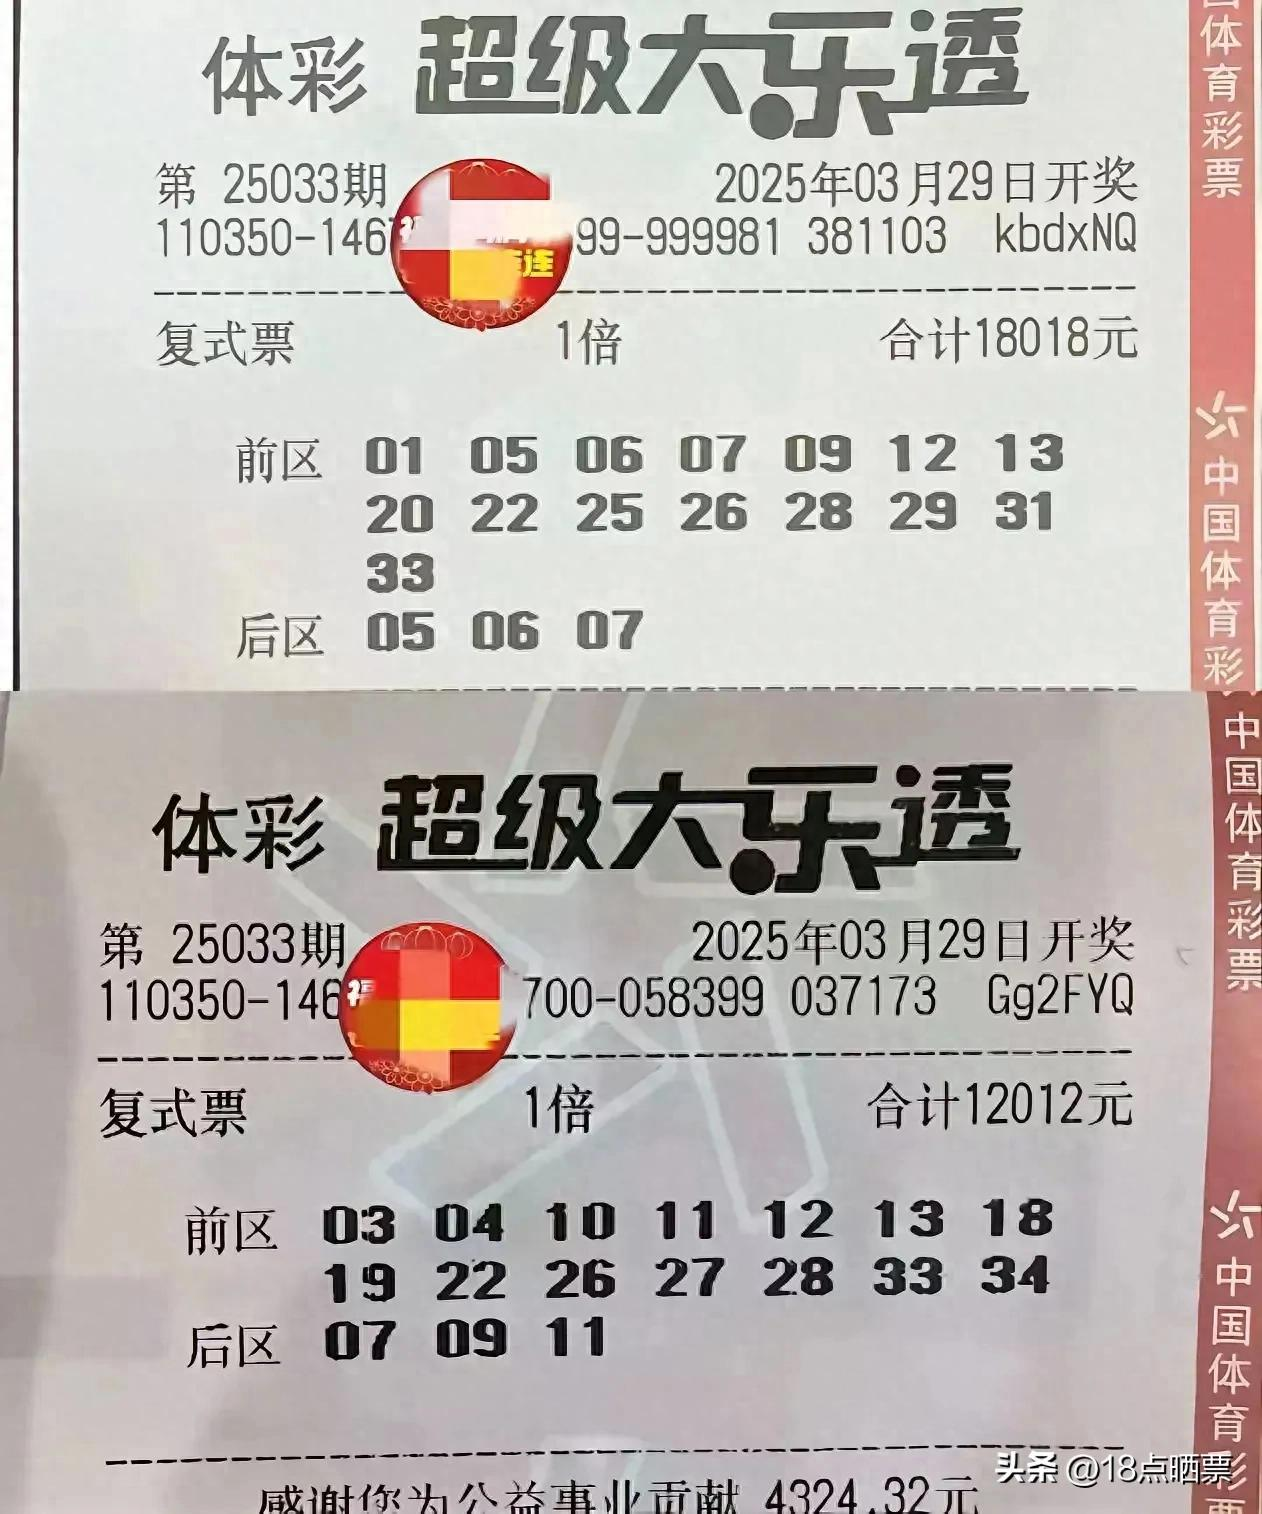 体彩 超级大乐透
第 25033期 2025年03月29日开奖
110350-146 99-999981 381103 kbdxNQ
复式票 1倍 合计18018元
前区 01 05 06 07 09 12 13
20 22 25 26 28 29 31
33
后区 05 06 07
体育彩票
中国体育彩
体彩 超级大乐透
第 25033期 2025年03月29日开奖
110350-146 700-058399 037173 Gg2FYQ
复式票 1倍 合计12012元
前区 03 04 10 11 12 13 18
19 22 26 27 28 33 34
后区 07 09 11
感谢您为公益事业贡献 4324.32元
中国体育彩票
中国体育彩票
头条 @18点晒票